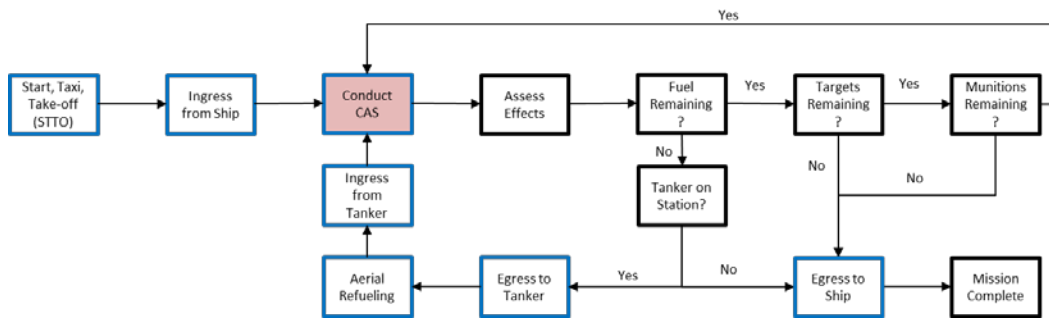 Yes
Start, Taxi,
Take-off
(STTO)
Ingress
from Ship
Conduct
CAS
Assess
Effects
Fuel
Remaining
?
Yes
Targets
Remaining
?
Yes
Munitions
Remaining
?
No
No
No
Ingress
from
Tanker
Tanker on
Station?
Aerial
Refueling
Egress to
Tanker
Yes
No
Egress to
Ship
Mission
Complete